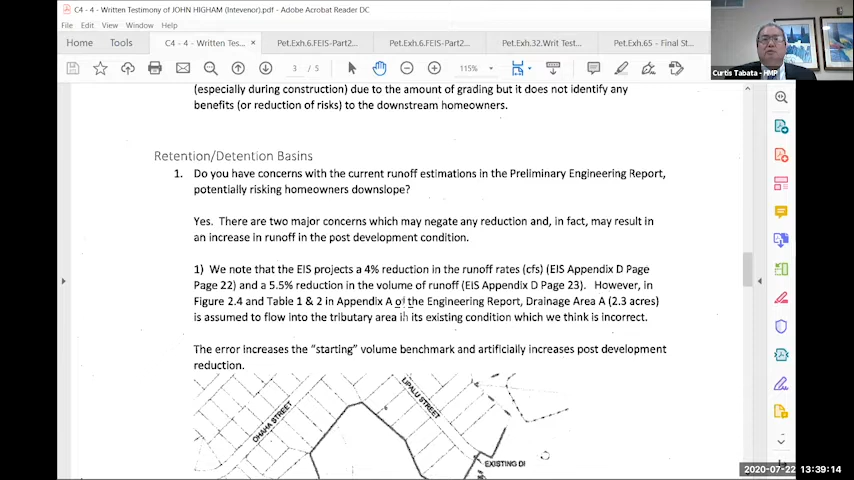 C4 - 4 - Written Testimony of JOHN HIGHAM (Intevenor).pdf - Adobe Acrobat Reader DC
File Edit View Window Help
Home Tools C4 - 4 - Written Tes... × Pet.Exh.6.FEIS-Part2... Pet.Exh.6.FEIS-Part2... Pet.Exh.32.Writ Test... Pet.Exh.65 - Final St...
3 / 5 115%
Curtis Tabata - HMP
(especially during construction) due to the amount of grading but it does not identify any
benefits (or reduction of risks) to the downstream homeowners.
Retention/Detention Basins
1. Do you have concerns with the current runoff estimations in the Preliminary Engineering Report,
potentially risking homeowners downslope?
Yes. There are two major concerns which may negate any reduction and, in fact, may result in
an increase in runoff in the post development condition.
1) We note that the EIS projects a 4% reduction in the runoff rates (cfs) (EIS Appendix D Page
Page 22) and a 5.5% reduction in the volume of runoff (EIS Appendix D Page 23). However, in
Figure 2.4 and Table 1 & 2 in Appendix A of the Engineering Report, Drainage Area A (2.3 acres)
is assumed to flow into the tributary area in its existing condition which we think is incorrect.
The error increases the "starting" volume benchmark and artificially increases post development
reduction.
OHAHA STREET
LIPALU STREET
EXISTING DI
2020-07-22 13:39:14